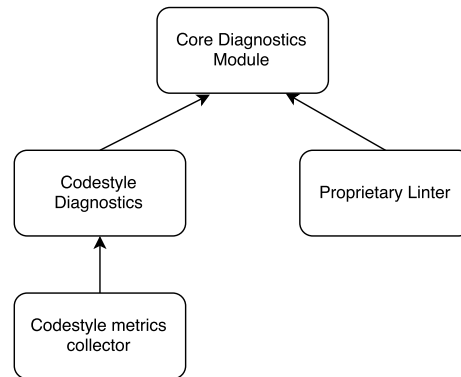 Core Diagnostics
Module
Codestyle
Diagnostics
Proprietary Linter
Codestyle metrics
collector